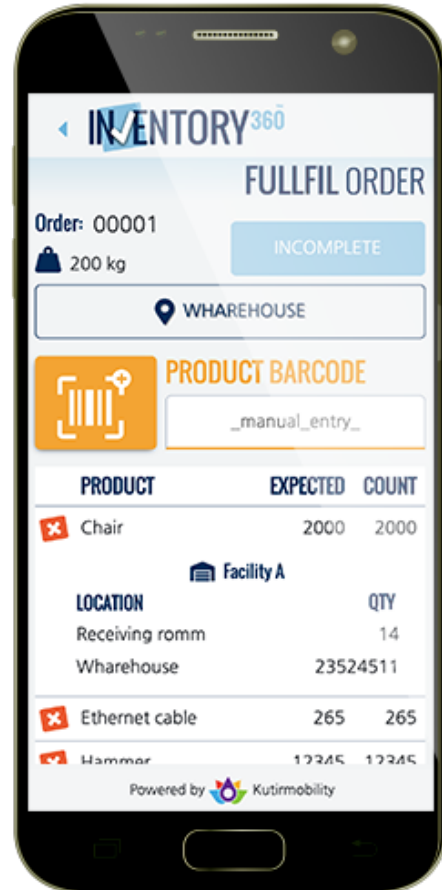 INVENTORY360
FULLFIL ORDER
Order: 00001
INCOMPLETE
200 kg
WHAREHOUSE
PRODUCT BARCODE
_manual_entry_
PRODUCT EXPECTED COUNT
Chair 2000 2000
Facility A
LOCATION QTY
Receiving romm 14
Wharehouse 23524511
Ethernet cable 265 265
Hammer 12345 12345
Powered by Kutirmobility